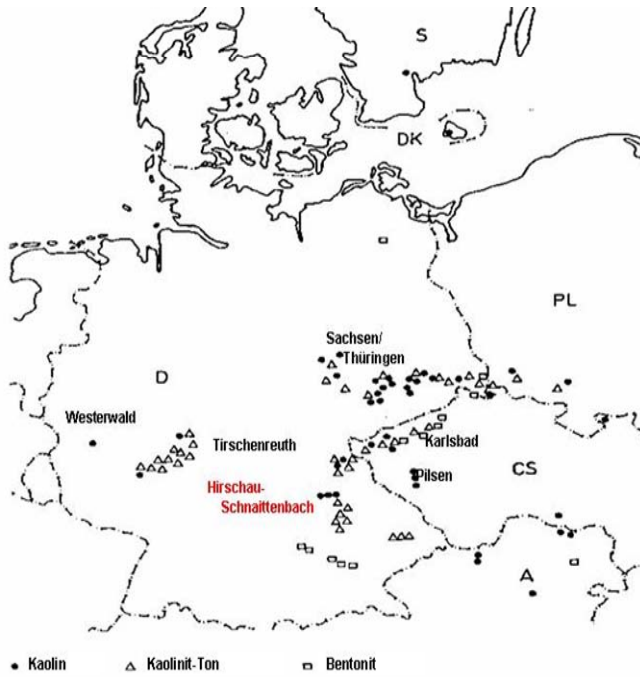 S
DK
PL
Sachsen/
Thüringen
D
Westerwald
Tirschenreuth
Karlsbad
Pilsen
CS
Hirschau-
Schnaittenbach
A
Kaolin
Kaolinit-Ton
Bentonit